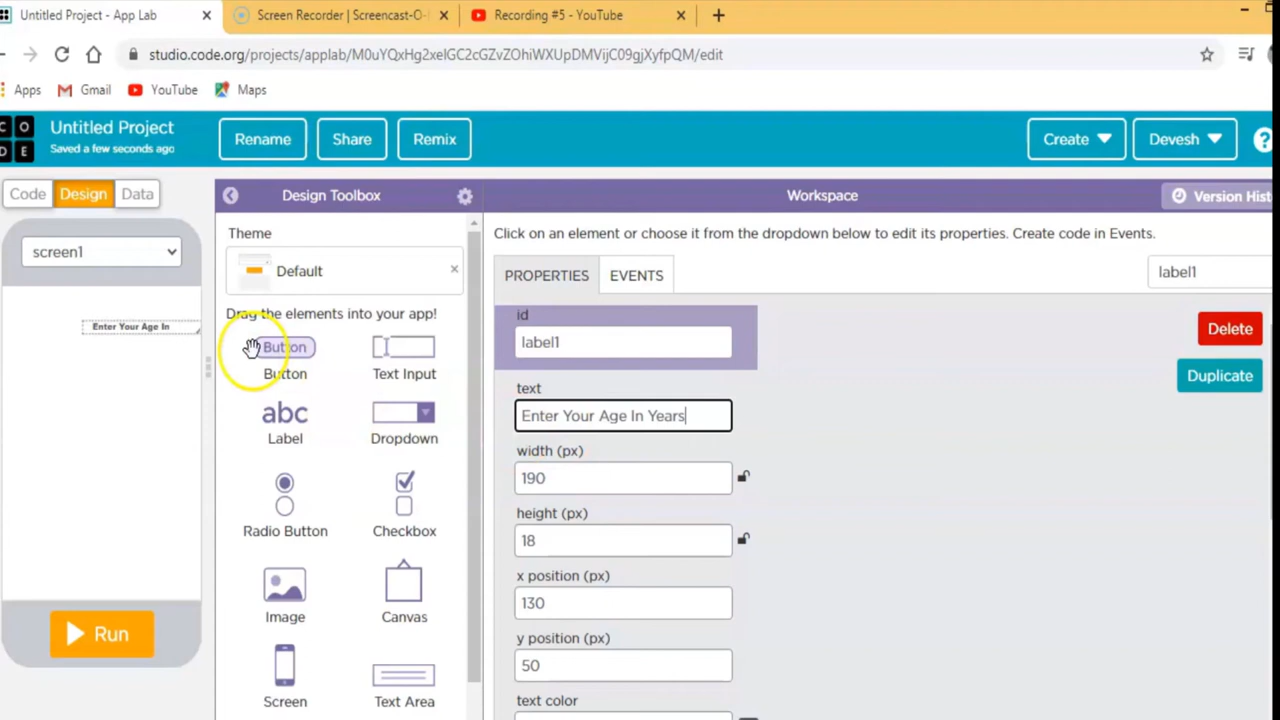 Untitled Project - App Lab
Screen Recorder | Screencast-O-
Recording #5 - YouTube
studio.code.org/projects/applab/M0uYQxHg2xelGC2cGZvZOhiWXUpDMVijC09gjXyfpQM/edit
Apps
Gmail
YouTube
Maps
C O
D E
Untitled Project
Saved a few seconds ago
Rename
Share
Remix
Create
Devesh
?
Code
Design
Data
Design Toolbox
Workspace
Version Hist
screen1
Theme
Default
Click on an element or choose it from the dropdown below to edit its properties. Create code in Events.
PROPERTIES
EVENTS
label1
Enter Your Age In
Drag the elements into your app!
Button
Button
Text Input
abc
Label
Dropdown
Radio Button
Checkbox
Image
Canvas
Screen
Text Area
id
label1
Delete
Duplicate
text
Enter Your Age In Years
width (px)
190
height (px)
18
x position (px)
130
y position (px)
50
text color
Run